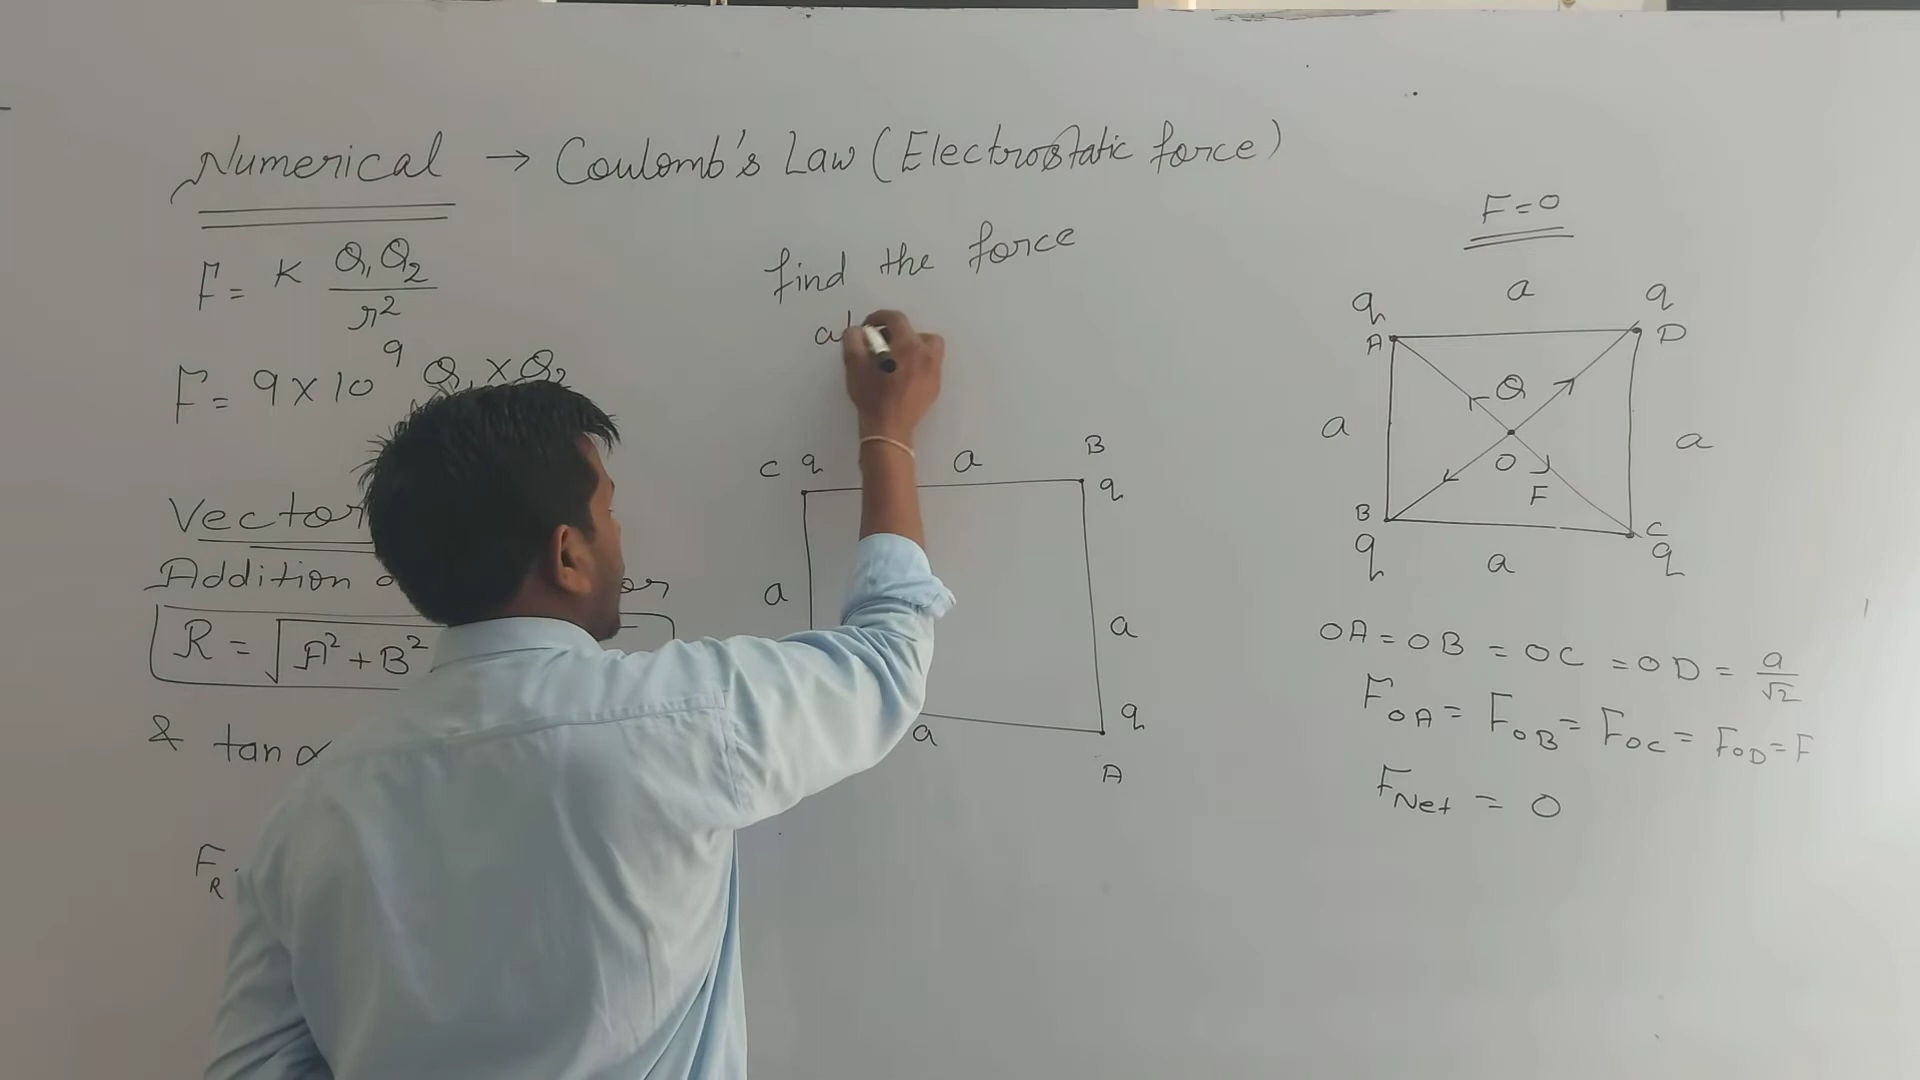 Numerical → Coulomb's Law (Electrostatic force)
F = K Q₁Q₂ / r²
F = 9 × 10⁹ Q₁ × Q₂
Vector
Addition
R = √A² + B²
& tan α
F_R
find the force
at
C q a B
q
a
a
a q
A
F = 0
a
q q
A D
Q
a a
O
F
B C
q a q
OA = OB = OC = OD = a/√2
F_OA = F_OB = F_OC = F_OD = F
F_Net = 0